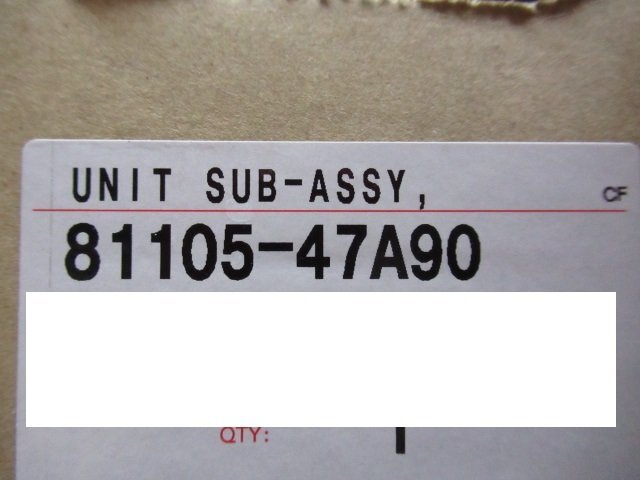 UNIT SUB-ASSY,
CF
81105-47A90
QTY: 1